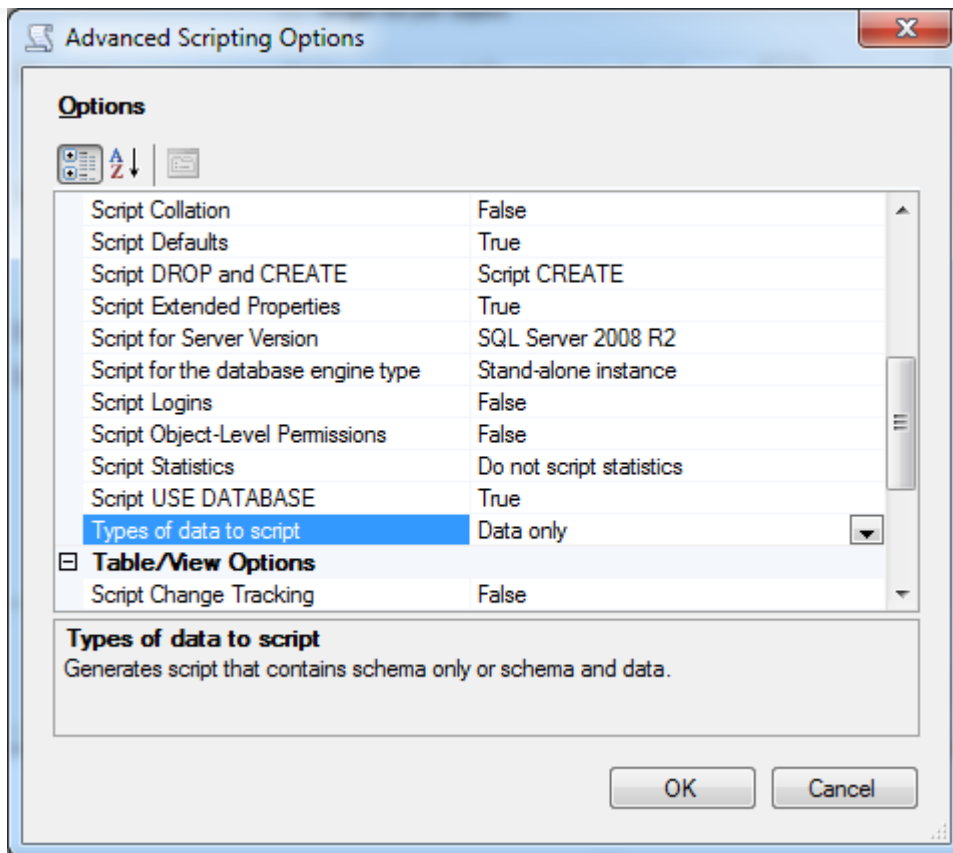 Advanced Scripting Options
Options
Script Collation False
Script Defaults True
Script DROP and CREATE Script CREATE
Script Extended Properties True
Script for Server Version SQL Server 2008 R2
Script for the database engine type Stand-alone instance
Script Logins False
Script Object-Level Permissions False
Script Statistics Do not script statistics
Script USE DATABASE True
Types of data to script Data only
Table/View Options
Script Change Tracking False
Types of data to script
Generates script that contains schema only or schema and data.
OK Cancel